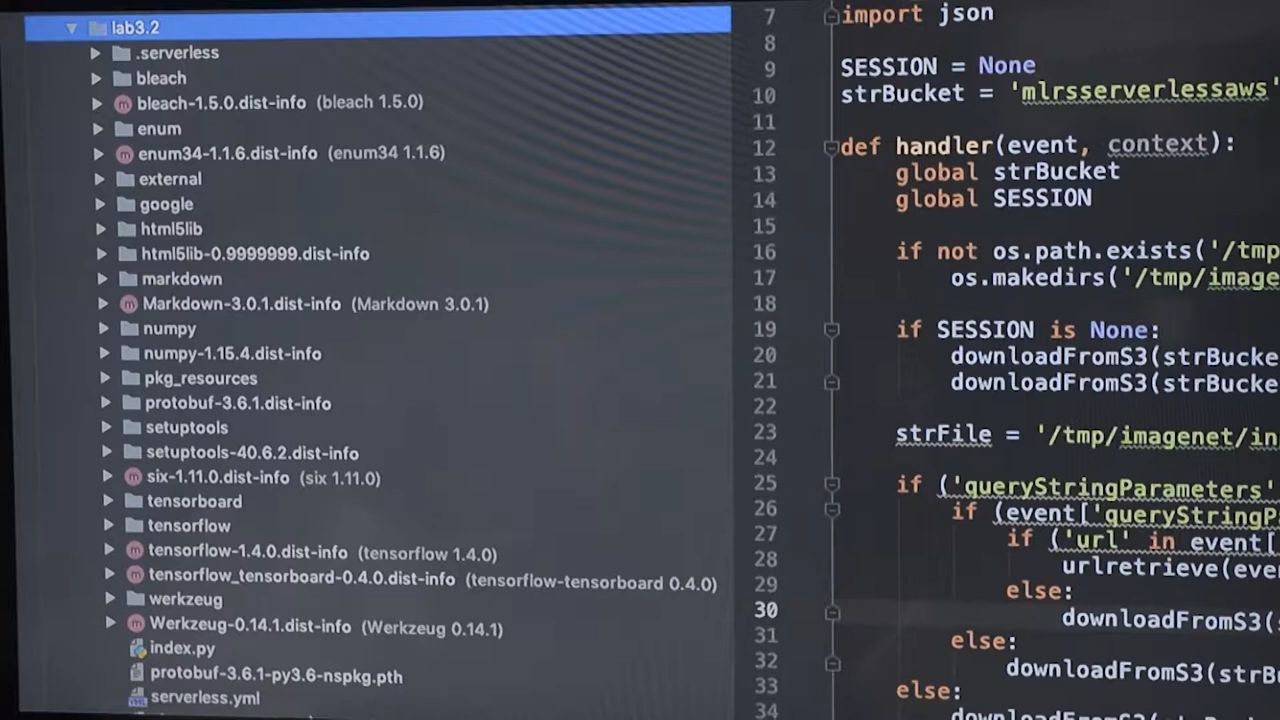 lab3.2
.serverless
bleach
bleach-1.5.0.dist-info (bleach 1.5.0)
enum
enum34-1.1.6.dist-info (enum34 1.1.6)
external
google
html5lib
html5lib-0.9999999.dist-info
markdown
Markdown-3.0.1.dist-info (Markdown 3.0.1)
numpy
numpy-1.15.4.dist-info
pkg_resources
protobuf-3.6.1.dist-info
setuptools
setuptools-40.6.2.dist-info
six-1.11.0.dist-info (six 1.11.0)
tensorboard
tensorflow
tensorflow-1.4.0.dist-info (tensorflow 1.4.0)
tensorflow_tensorboard-0.4.0.dist-info (tensorflow-tensorboard 0.4.0)
werkzeug
Werkzeug-0.14.1.dist-info (Werkzeug 0.14.1)
index.py
protobuf-3.6.1-py3.6-nspkg.pth
serverless.yml
7 import json
8
9 SESSION = None
10 strBucket = 'mlrsserverlessaws'
11
12 def handler(event, context):
13 global strBucket
14 global SESSION
15
16 if not os.path.exists('/tmp
17 os.makedirs('/tmp/image
18
19 if SESSION is None:
20 downloadFromS3(strBucke
21 downloadFromS3(strBucke
22
23 strFile = '/tmp/imagenet/in
24
25 if ('queryStringParameters'
26 if (event['queryStringP
27 if ('url' in event[
28 urlretrieve(eve
29 else:
30 downloadFromS3(s
31 else:
32 downloadFromS3(strBu
33 else:
34 downloadFromS3(strBucket